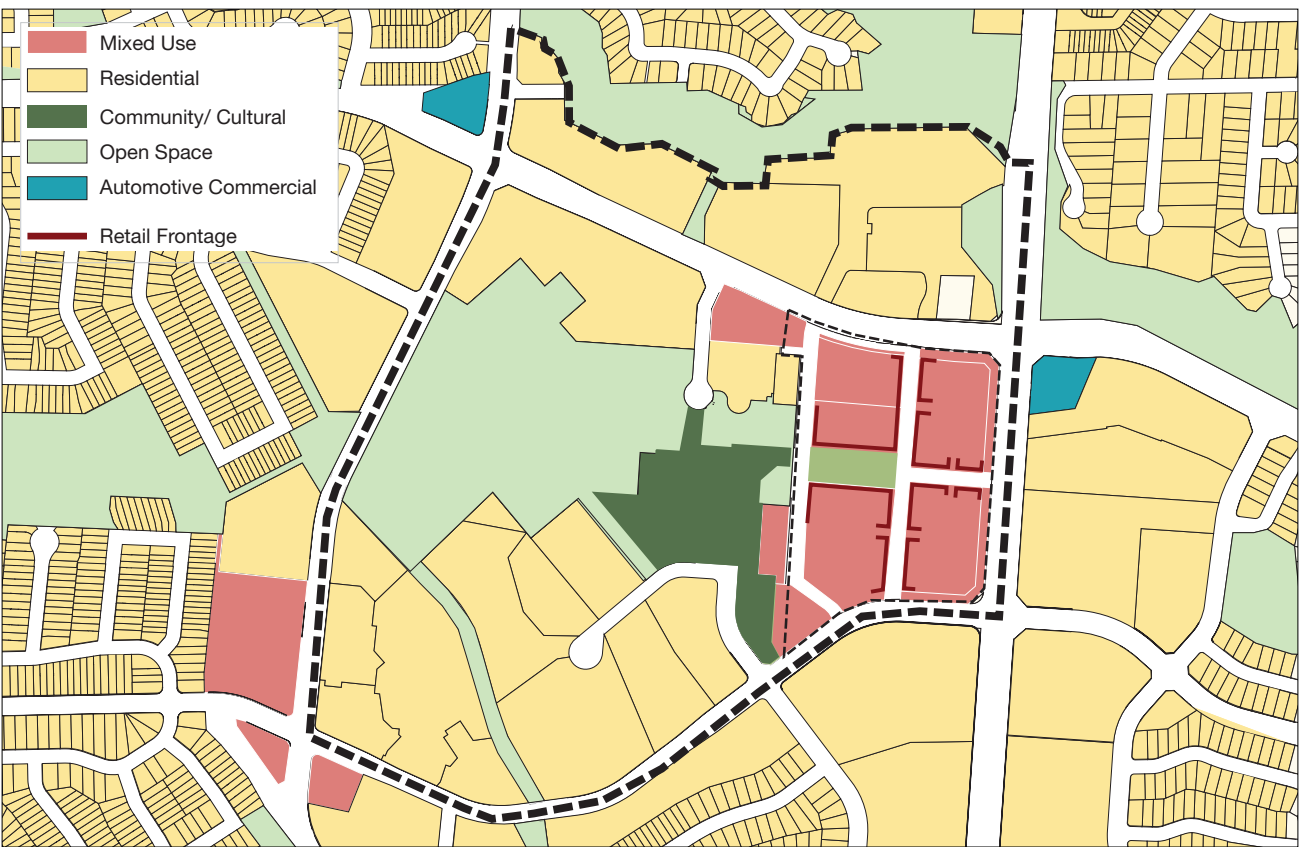 Mixed Use
Residential
Community/ Cultural
Open Space
Automotive Commercial
Retail Frontage